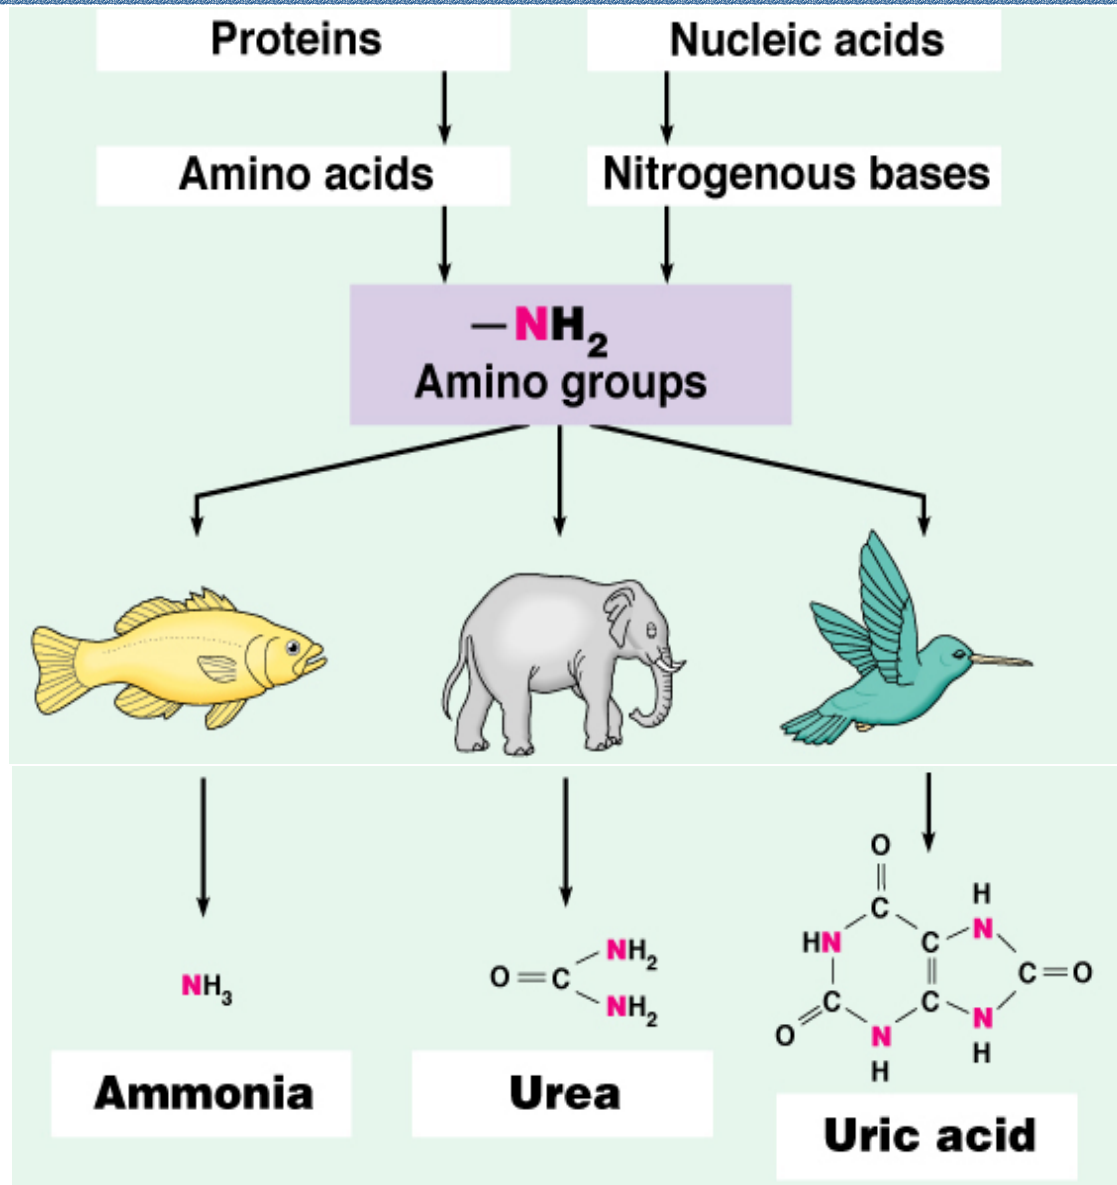 Proteins
Nucleic acids
Amino acids
Nitrogenous bases
—NH₂
Amino groups
NH₃
O=C
NH₂
NH₂
Ammonia
Urea
O
C
H
HN
C
N
C=O
C
C
O
N
N
H
H
Uric acid